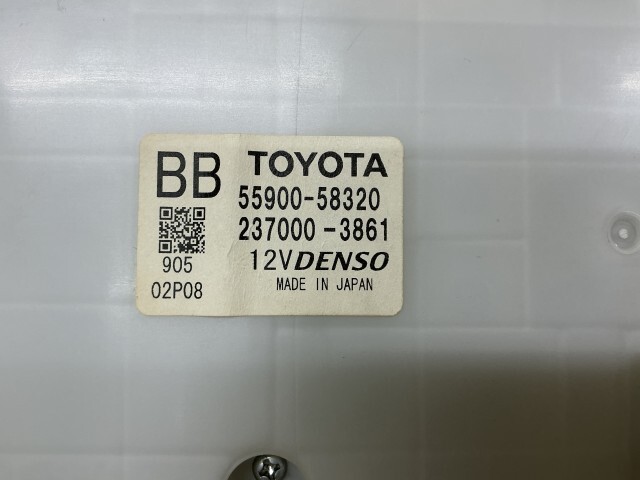 BB
TOYOTA
55900-58320
237000-3861
905
12V DENSO
02P08
MADE IN JAPAN